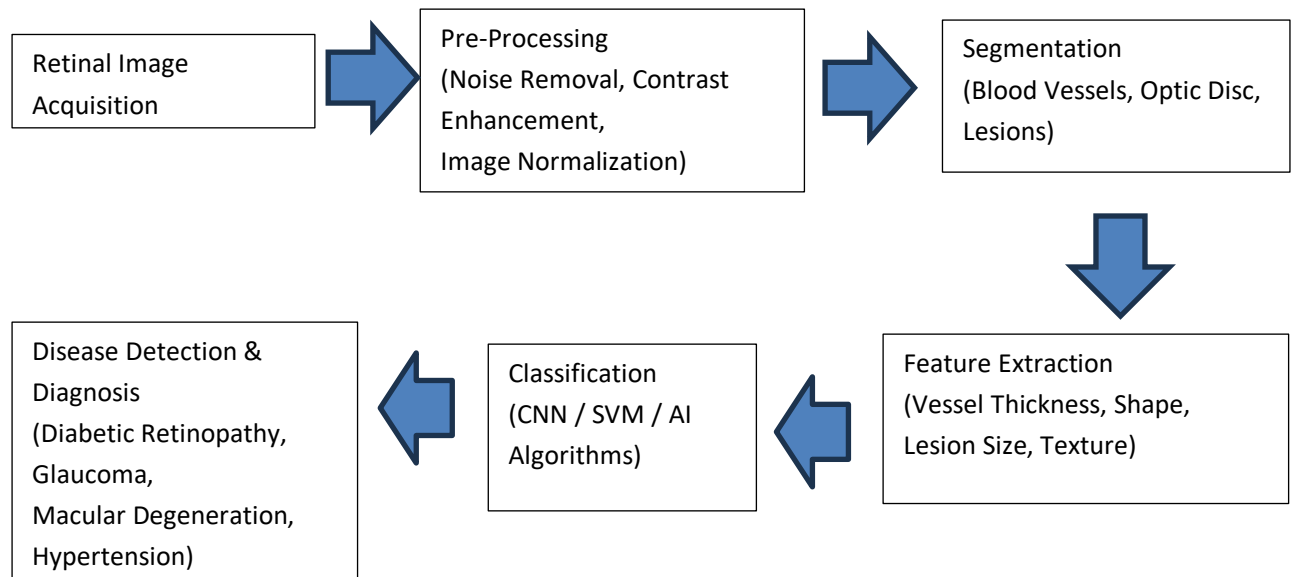 Retinal Image
Acquisition
Pre-Processing
(Noise Removal, Contrast
Enhancement,
Image Normalization)
Segmentation
(Blood Vessels, Optic Disc,
Lesions)
Feature Extraction
(Vessel Thickness, Shape,
Lesion Size, Texture)
Classification
(CNN / SVM / AI
Algorithms)
Disease Detection &
Diagnosis
(Diabetic Retinopathy,
Glaucoma,
Macular Degeneration,
Hypertension)